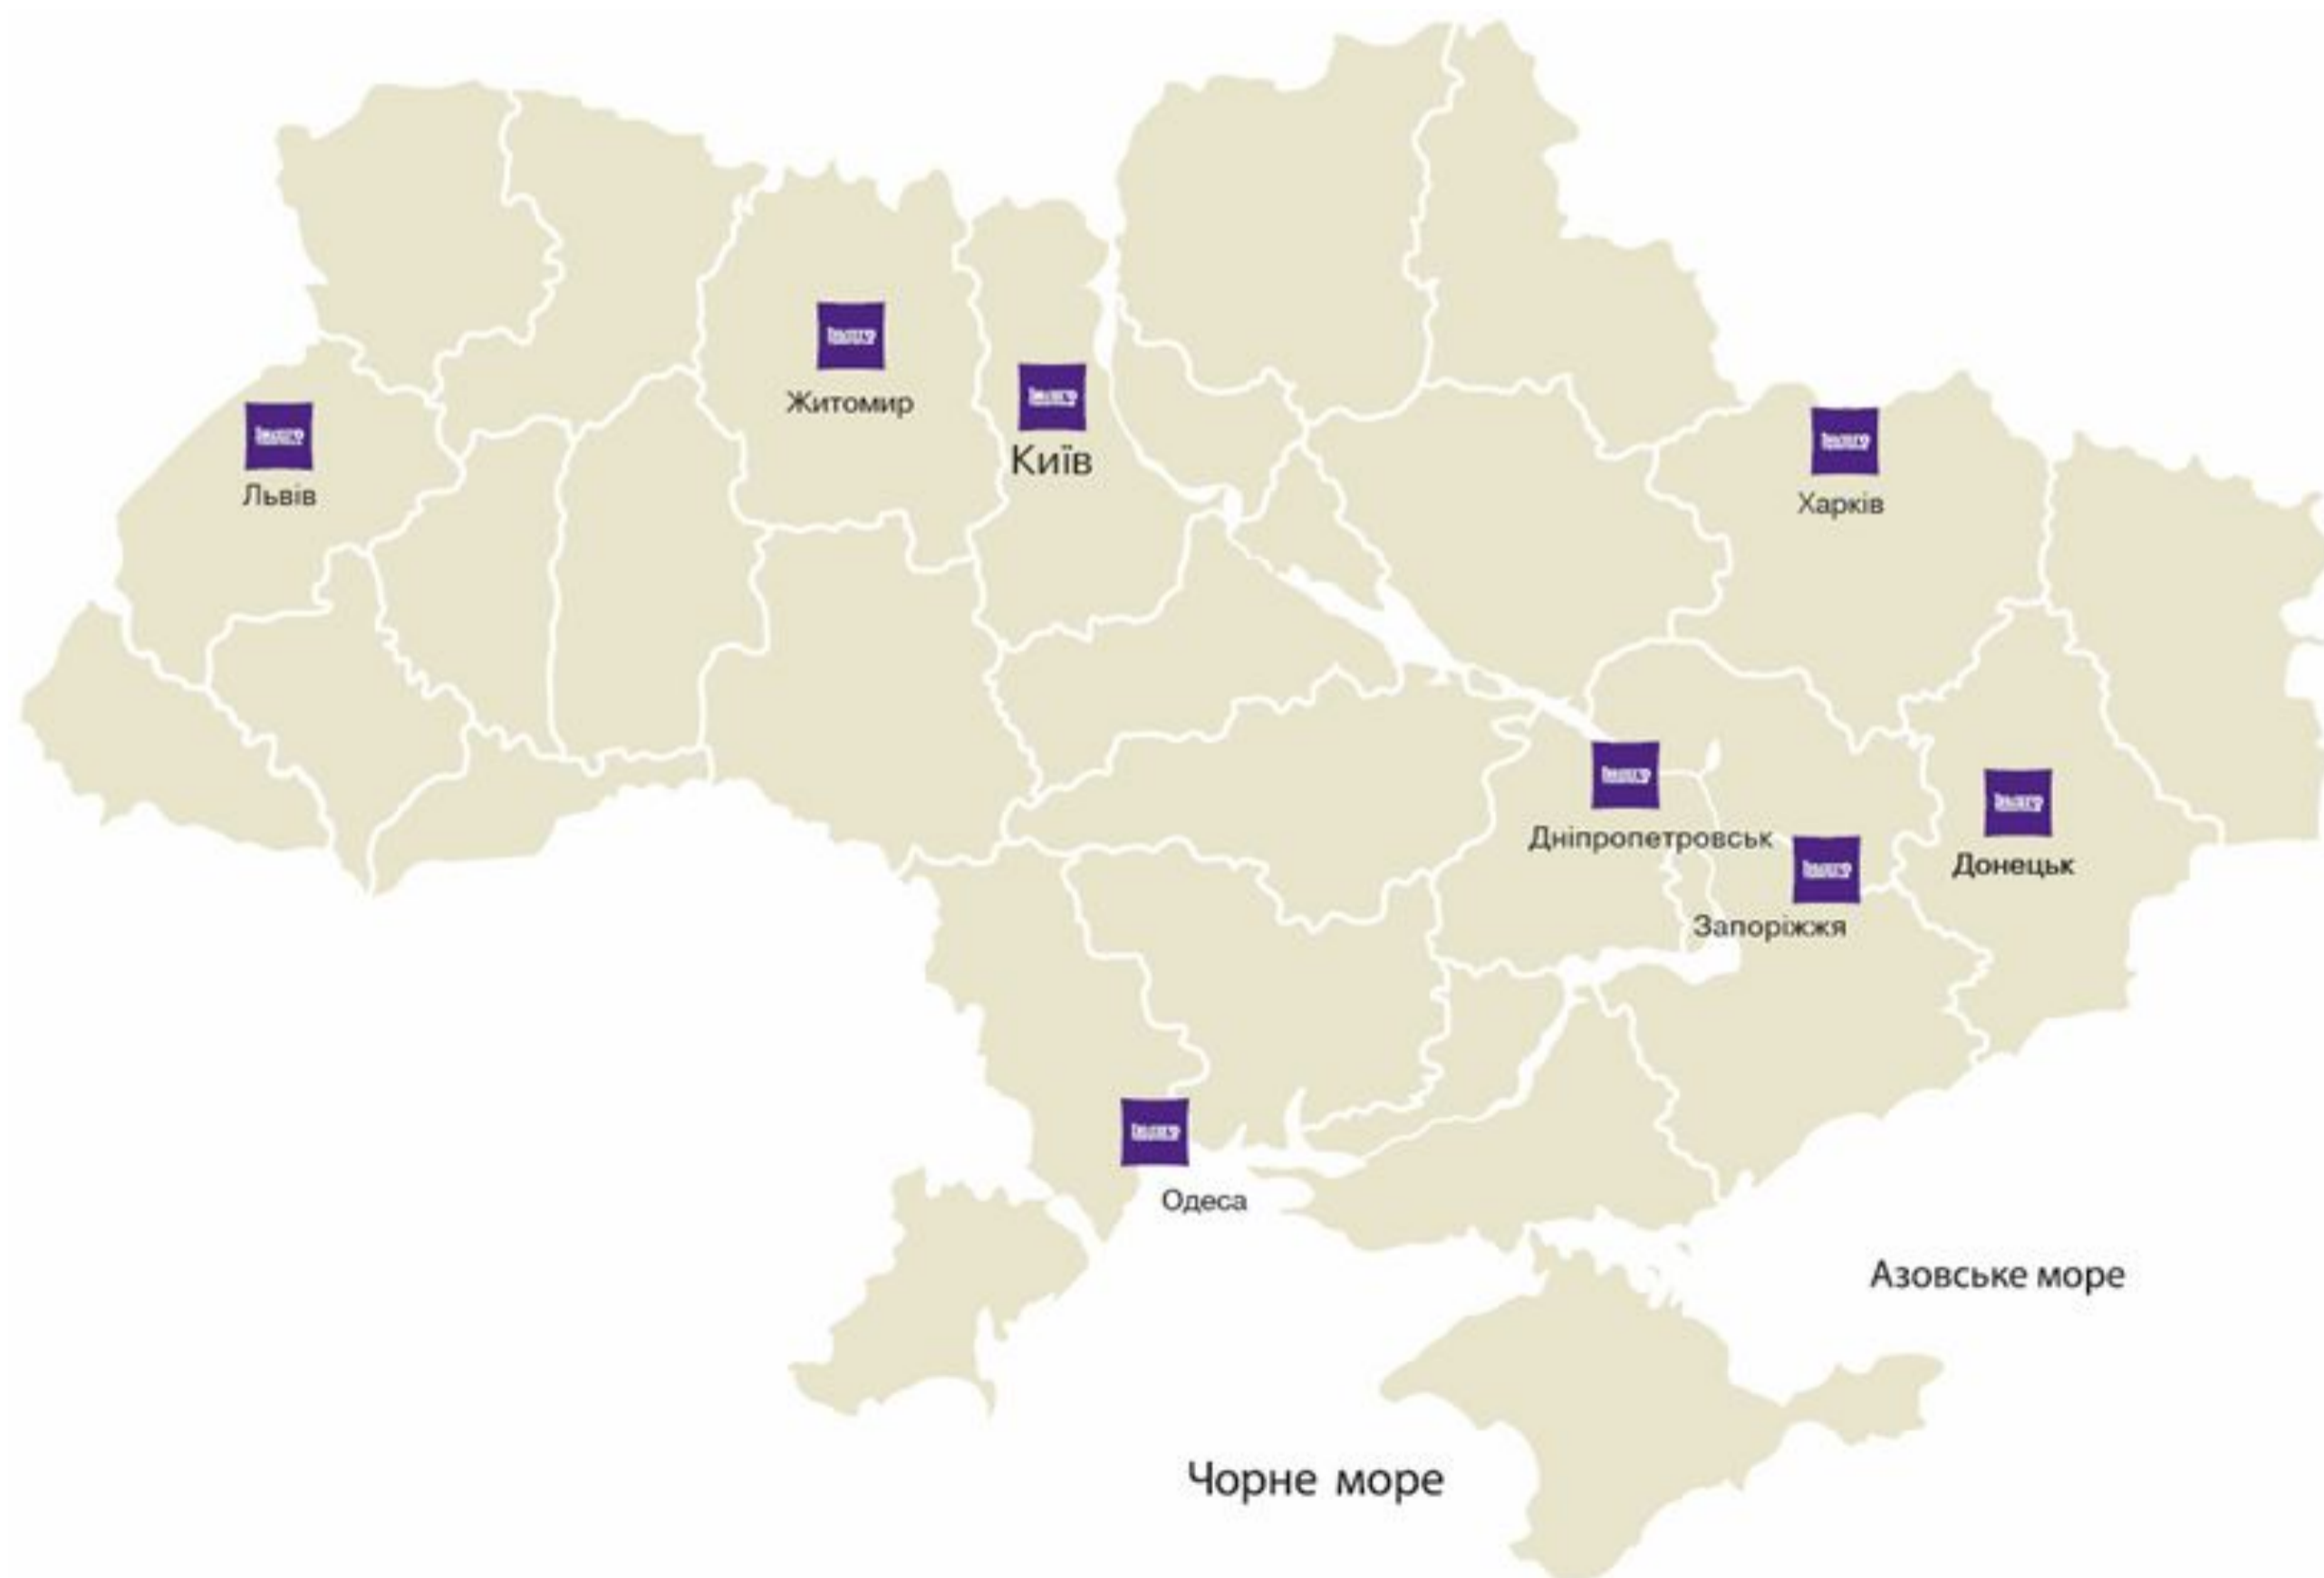 Житомир
Київ
Львів
Харків
Дніпропетровськ
Донецьк
Запоріжжя
Одеса
Азовське море
Чорне море